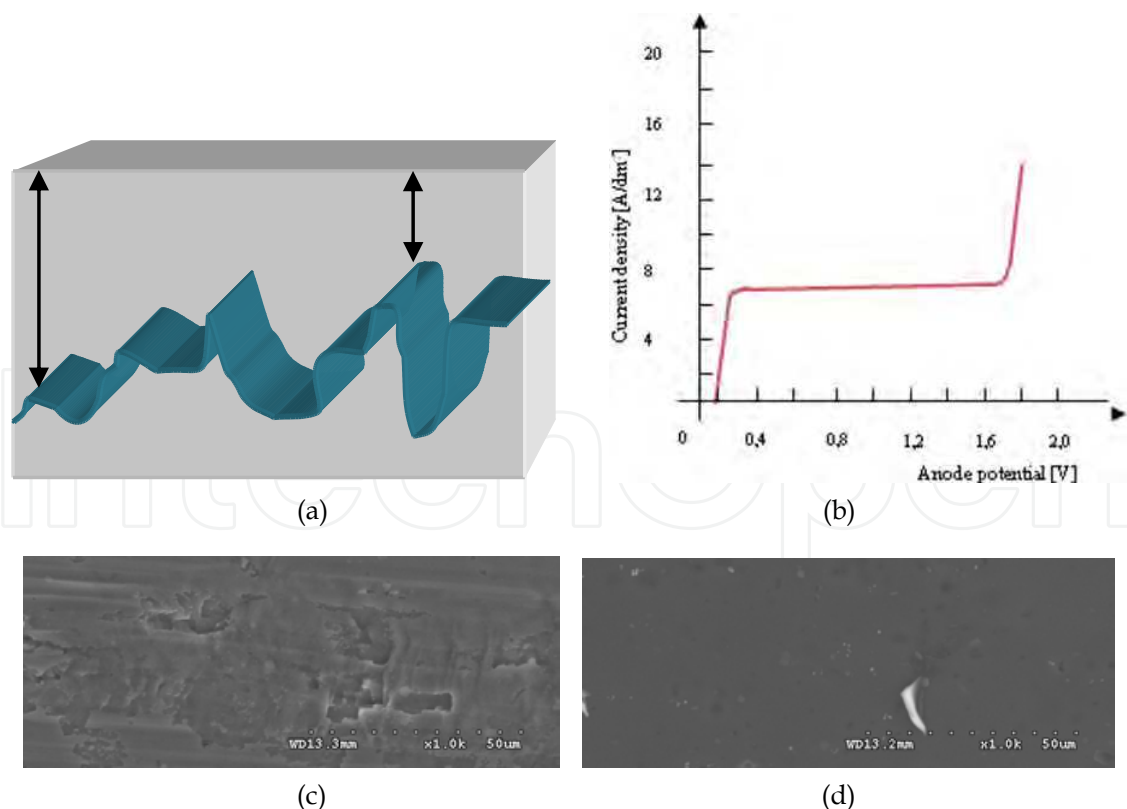 20
16
12
8
4
Current density [A/dm²]
0 0,4 0,8 1,2 1,6 2,0
Anode potential [V]
(a) (b)
intechopen
WD13.3mm x1.0k 50um
WD13.2mm x1.0k 50um
(c) (d)